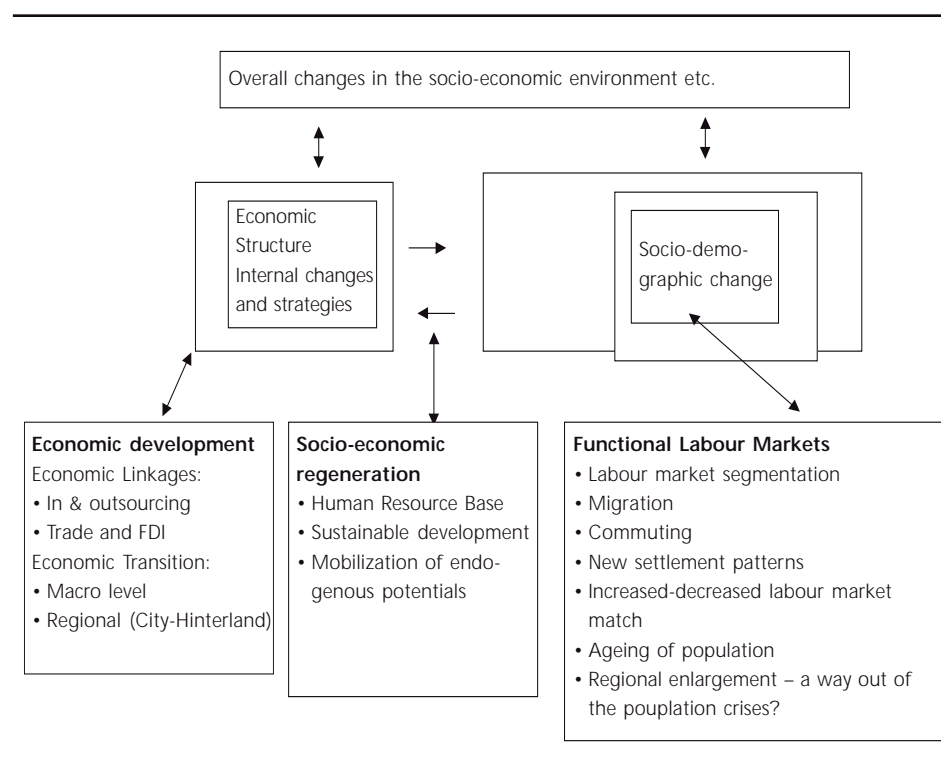 Overall changes in the socio-economic environment etc.
Economic
Structure
Internal changes
and strategies
Socio-demo-
graphic change
Economic development
Economic Linkages:
• In & outsourcing
• Trade and FDI
Economic Transition:
• Macro level
• Regional (City-Hinterland)
Socio-economic
regeneration
• Human Resource Base
• Sustainable development
• Mobilization of endo-
genous potentials
Functional Labour Markets
• Labour market segmentation
• Migration
• Commuting
• New settlement patterns
• Increased-decreased labour market
match
• Ageing of population
• Regional enlargement – a way out of
the pouplation crises?